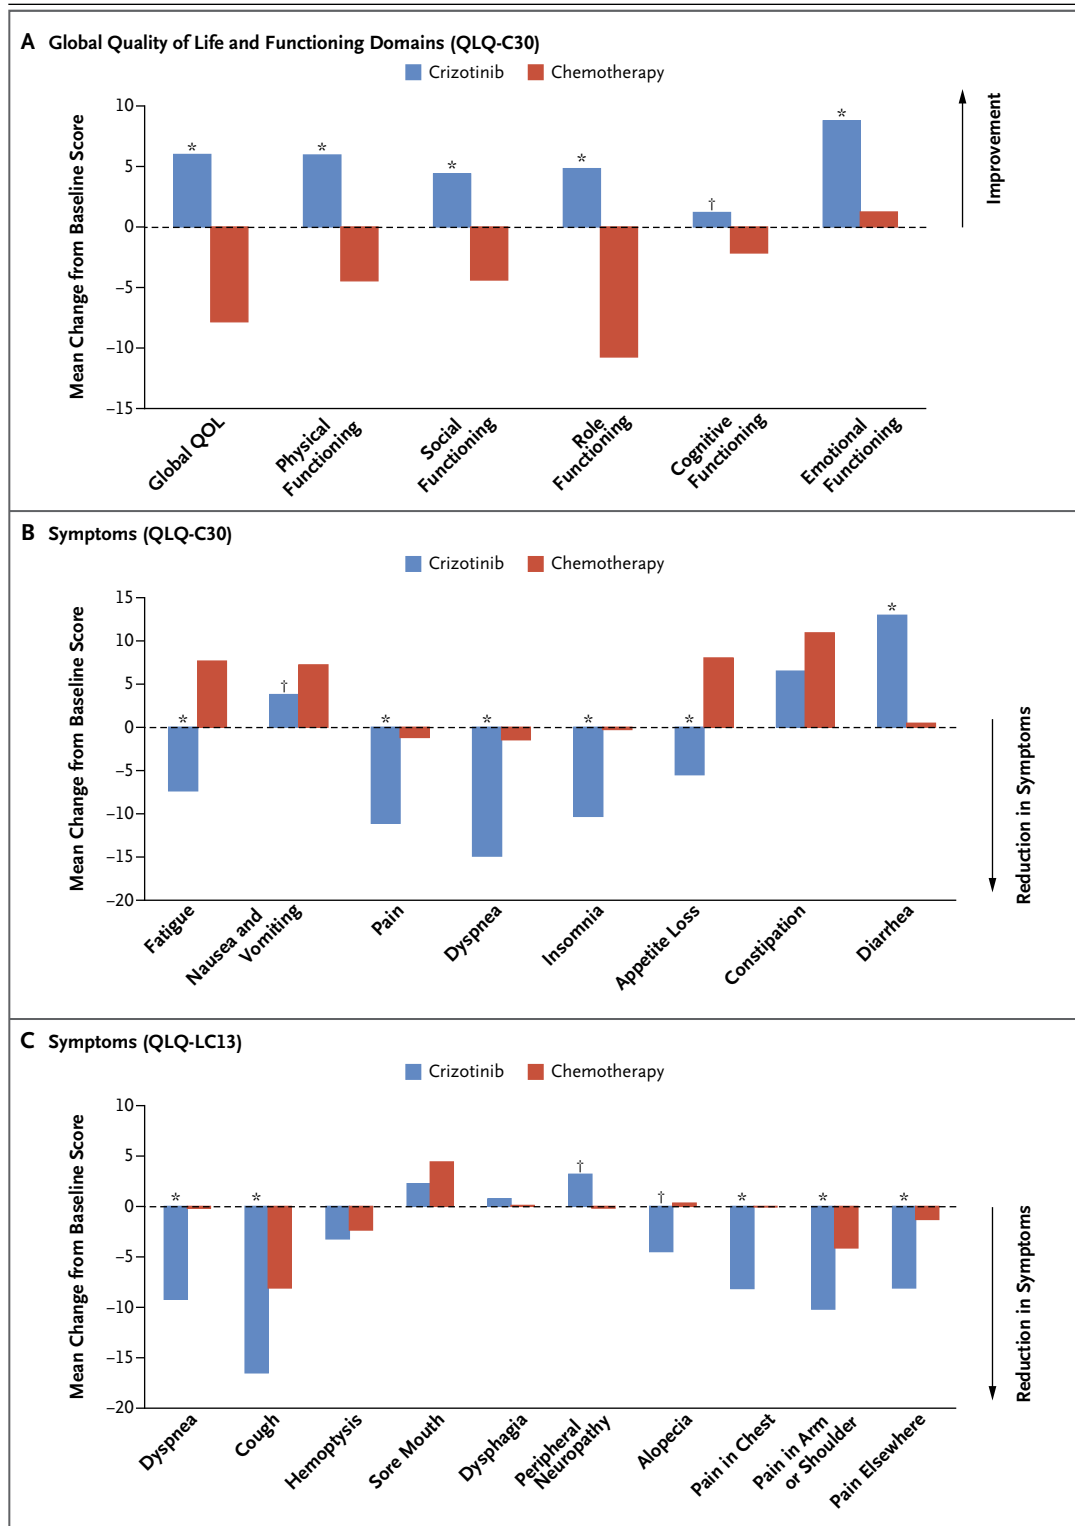 A Global Quality of Life and Functioning Domains (QLQ-C30)
Crizotinib Chemotherapy
Mean Change from Baseline Score
10
5
0
−5
−10
−15
* * * * † *
Improvement
Global QOL
Physical
Functioning
Social
Functioning
Role
Functioning
Cognitive
Functioning
Emotional
Functioning
B Symptoms (QLQ-C30)
Crizotinib Chemotherapy
Mean Change from Baseline Score
15
10
5
0
−5
−10
−15
−20
* † * * * * *
Reduction in Symptoms
Fatigue
Nausea and
Vomiting
Pain
Dyspnea
Insomnia
Appetite Loss
Constipation
Diarrhea
C Symptoms (QLQ-LC13)
Crizotinib Chemotherapy
Mean Change from Baseline Score
10
5
0
−5
−10
−15
−20
* * † † * * *
Reduction in Symptoms
Dyspnea
Cough
Hemoptysis
Sore Mouth
Dysphagia
Peripheral
Neuropathy
Alopecia
Pain in Chest
Pain in Arm
or Shoulder
Pain Elsewhere